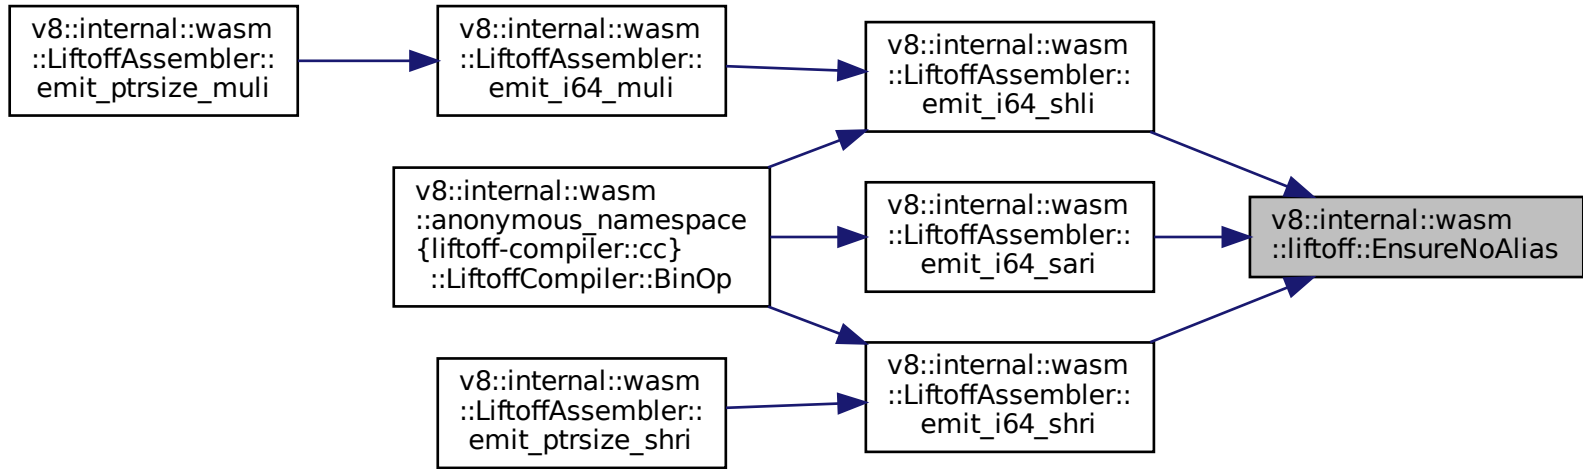 v8::internal::wasm
::LiftoffAssembler::
emit_ptrsize_muli
v8::internal::wasm
::LiftoffAssembler::
emit_i64_muli
v8::internal::wasm
::LiftoffAssembler::
emit_i64_shli
v8::internal::wasm
::anonymous_namespace
{liftoff-compiler::cc}
::LiftoffCompiler::BinOp
v8::internal::wasm
::LiftoffAssembler::
emit_i64_sari
v8::internal::wasm
::liftoff::EnsureNoAlias
v8::internal::wasm
::LiftoffAssembler::
emit_ptrsize_shri
v8::internal::wasm
::LiftoffAssembler::
emit_i64_shri